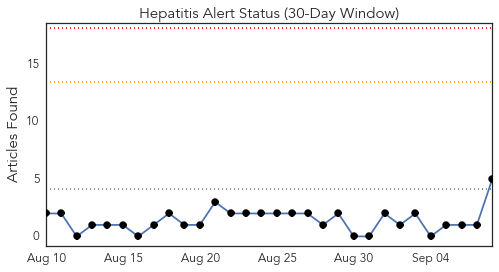 Hepatitis Alert Status (30-Day Window)
Articles Found
15
10
5
0
Aug 10 Aug 15 Aug 20 Aug 25 Aug 30 Sep 04